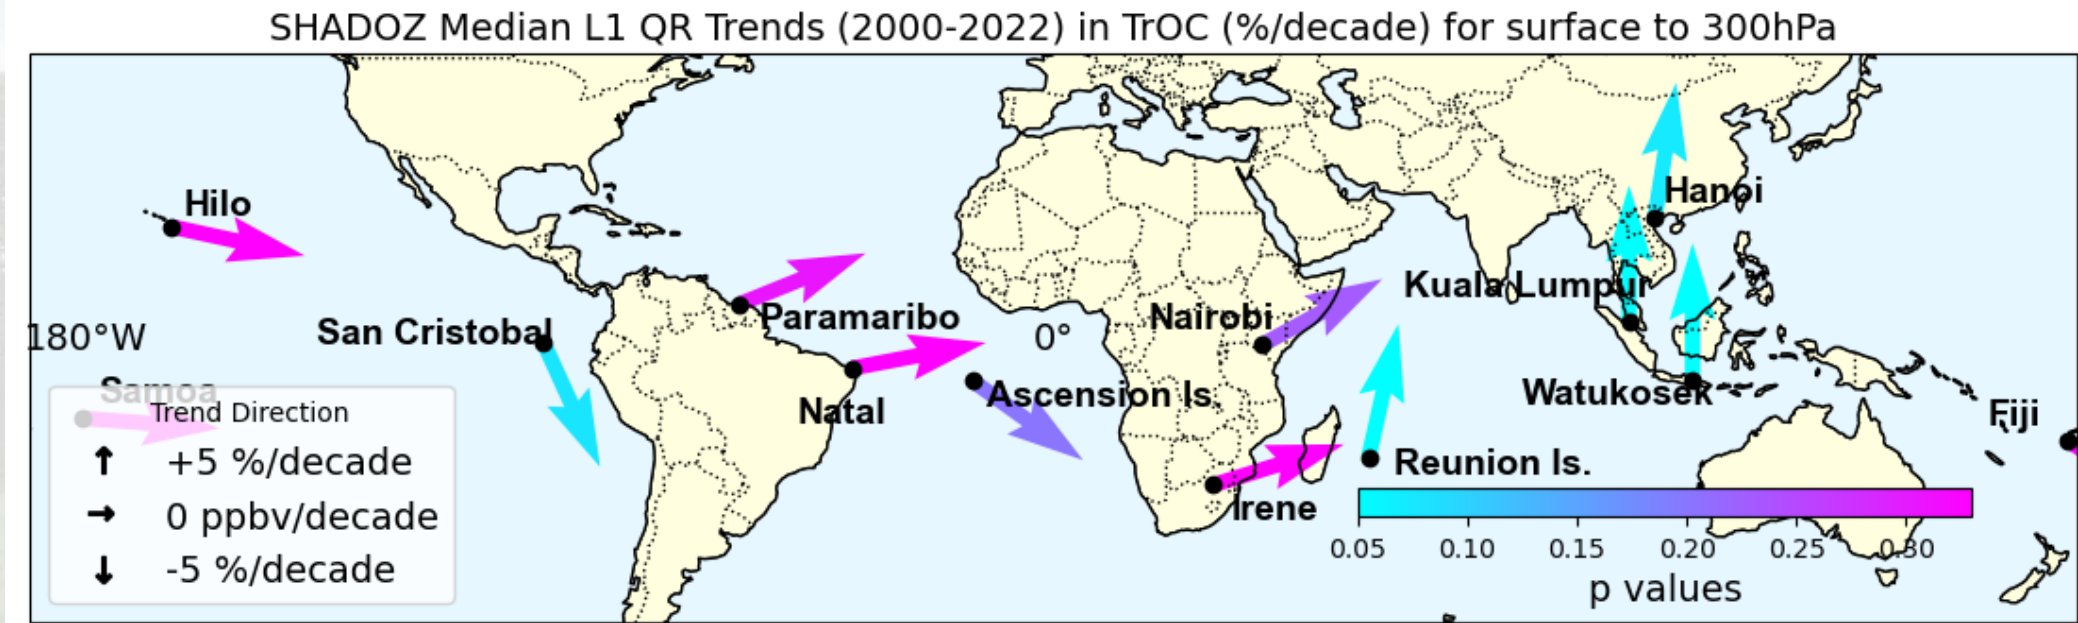 SHADOZ Median L1 QR Trends (2000-2022) in TrOC (%/decade) for surface to 300hPa
Hanoi
Hilo
Kuala Lumpur
Paramaribo
Nairobi
San Cristobal
180°W
0°
Samoa
Ascension Is.
Watukosek
Natal
Fiji
Trend Direction
↑ +5 %/decade
→ 0 ppbv/decade
↓ -5 %/decade
Reunion Is.
Irene
0.05 0.10 0.15 0.20 0.25 0.30
p values